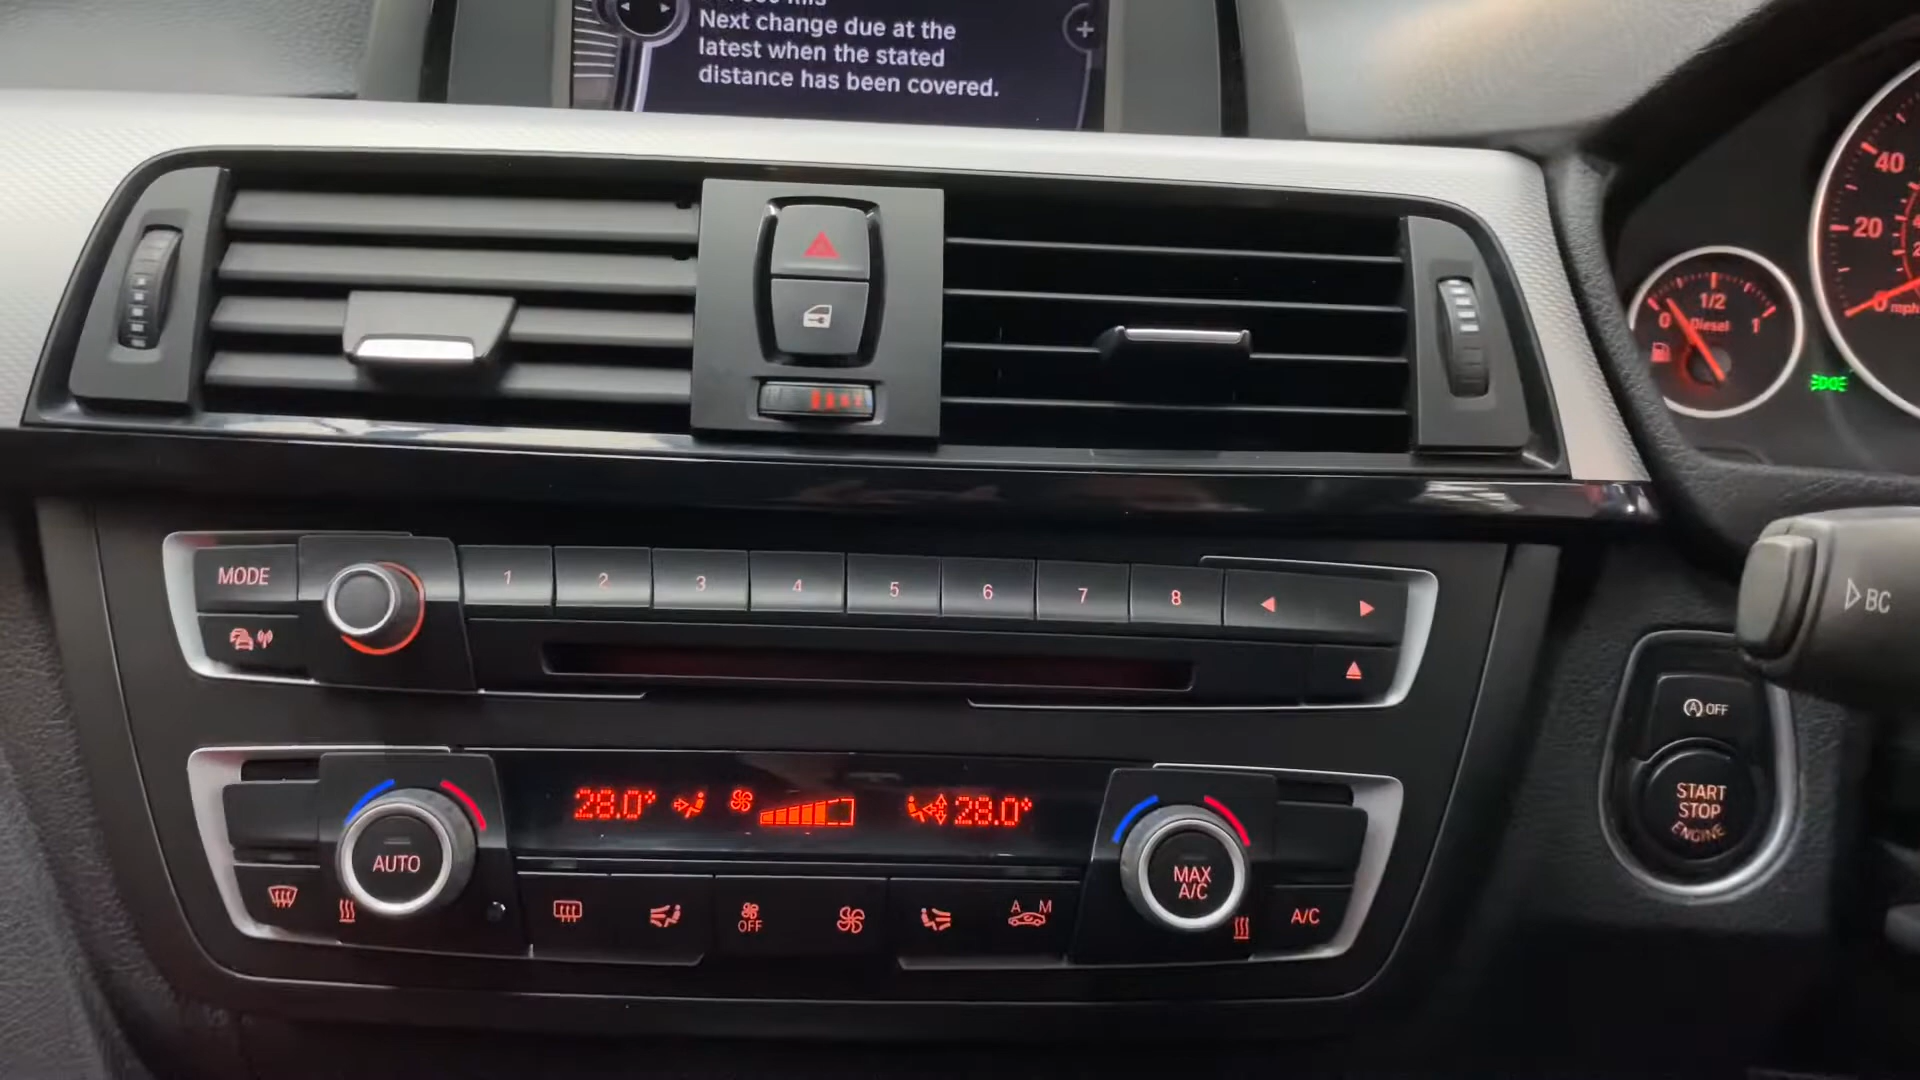 Next change due at the
latest when the stated
distance has been covered.
40
20
0 mph
1/2
0
1
Diesel
MODE
1
2
3
4
5
6
7
8
BC
OFF
START
STOP
ENGINE
28.0°
28.0°
AUTO
MAX
A/C
OFF
A M
A/C